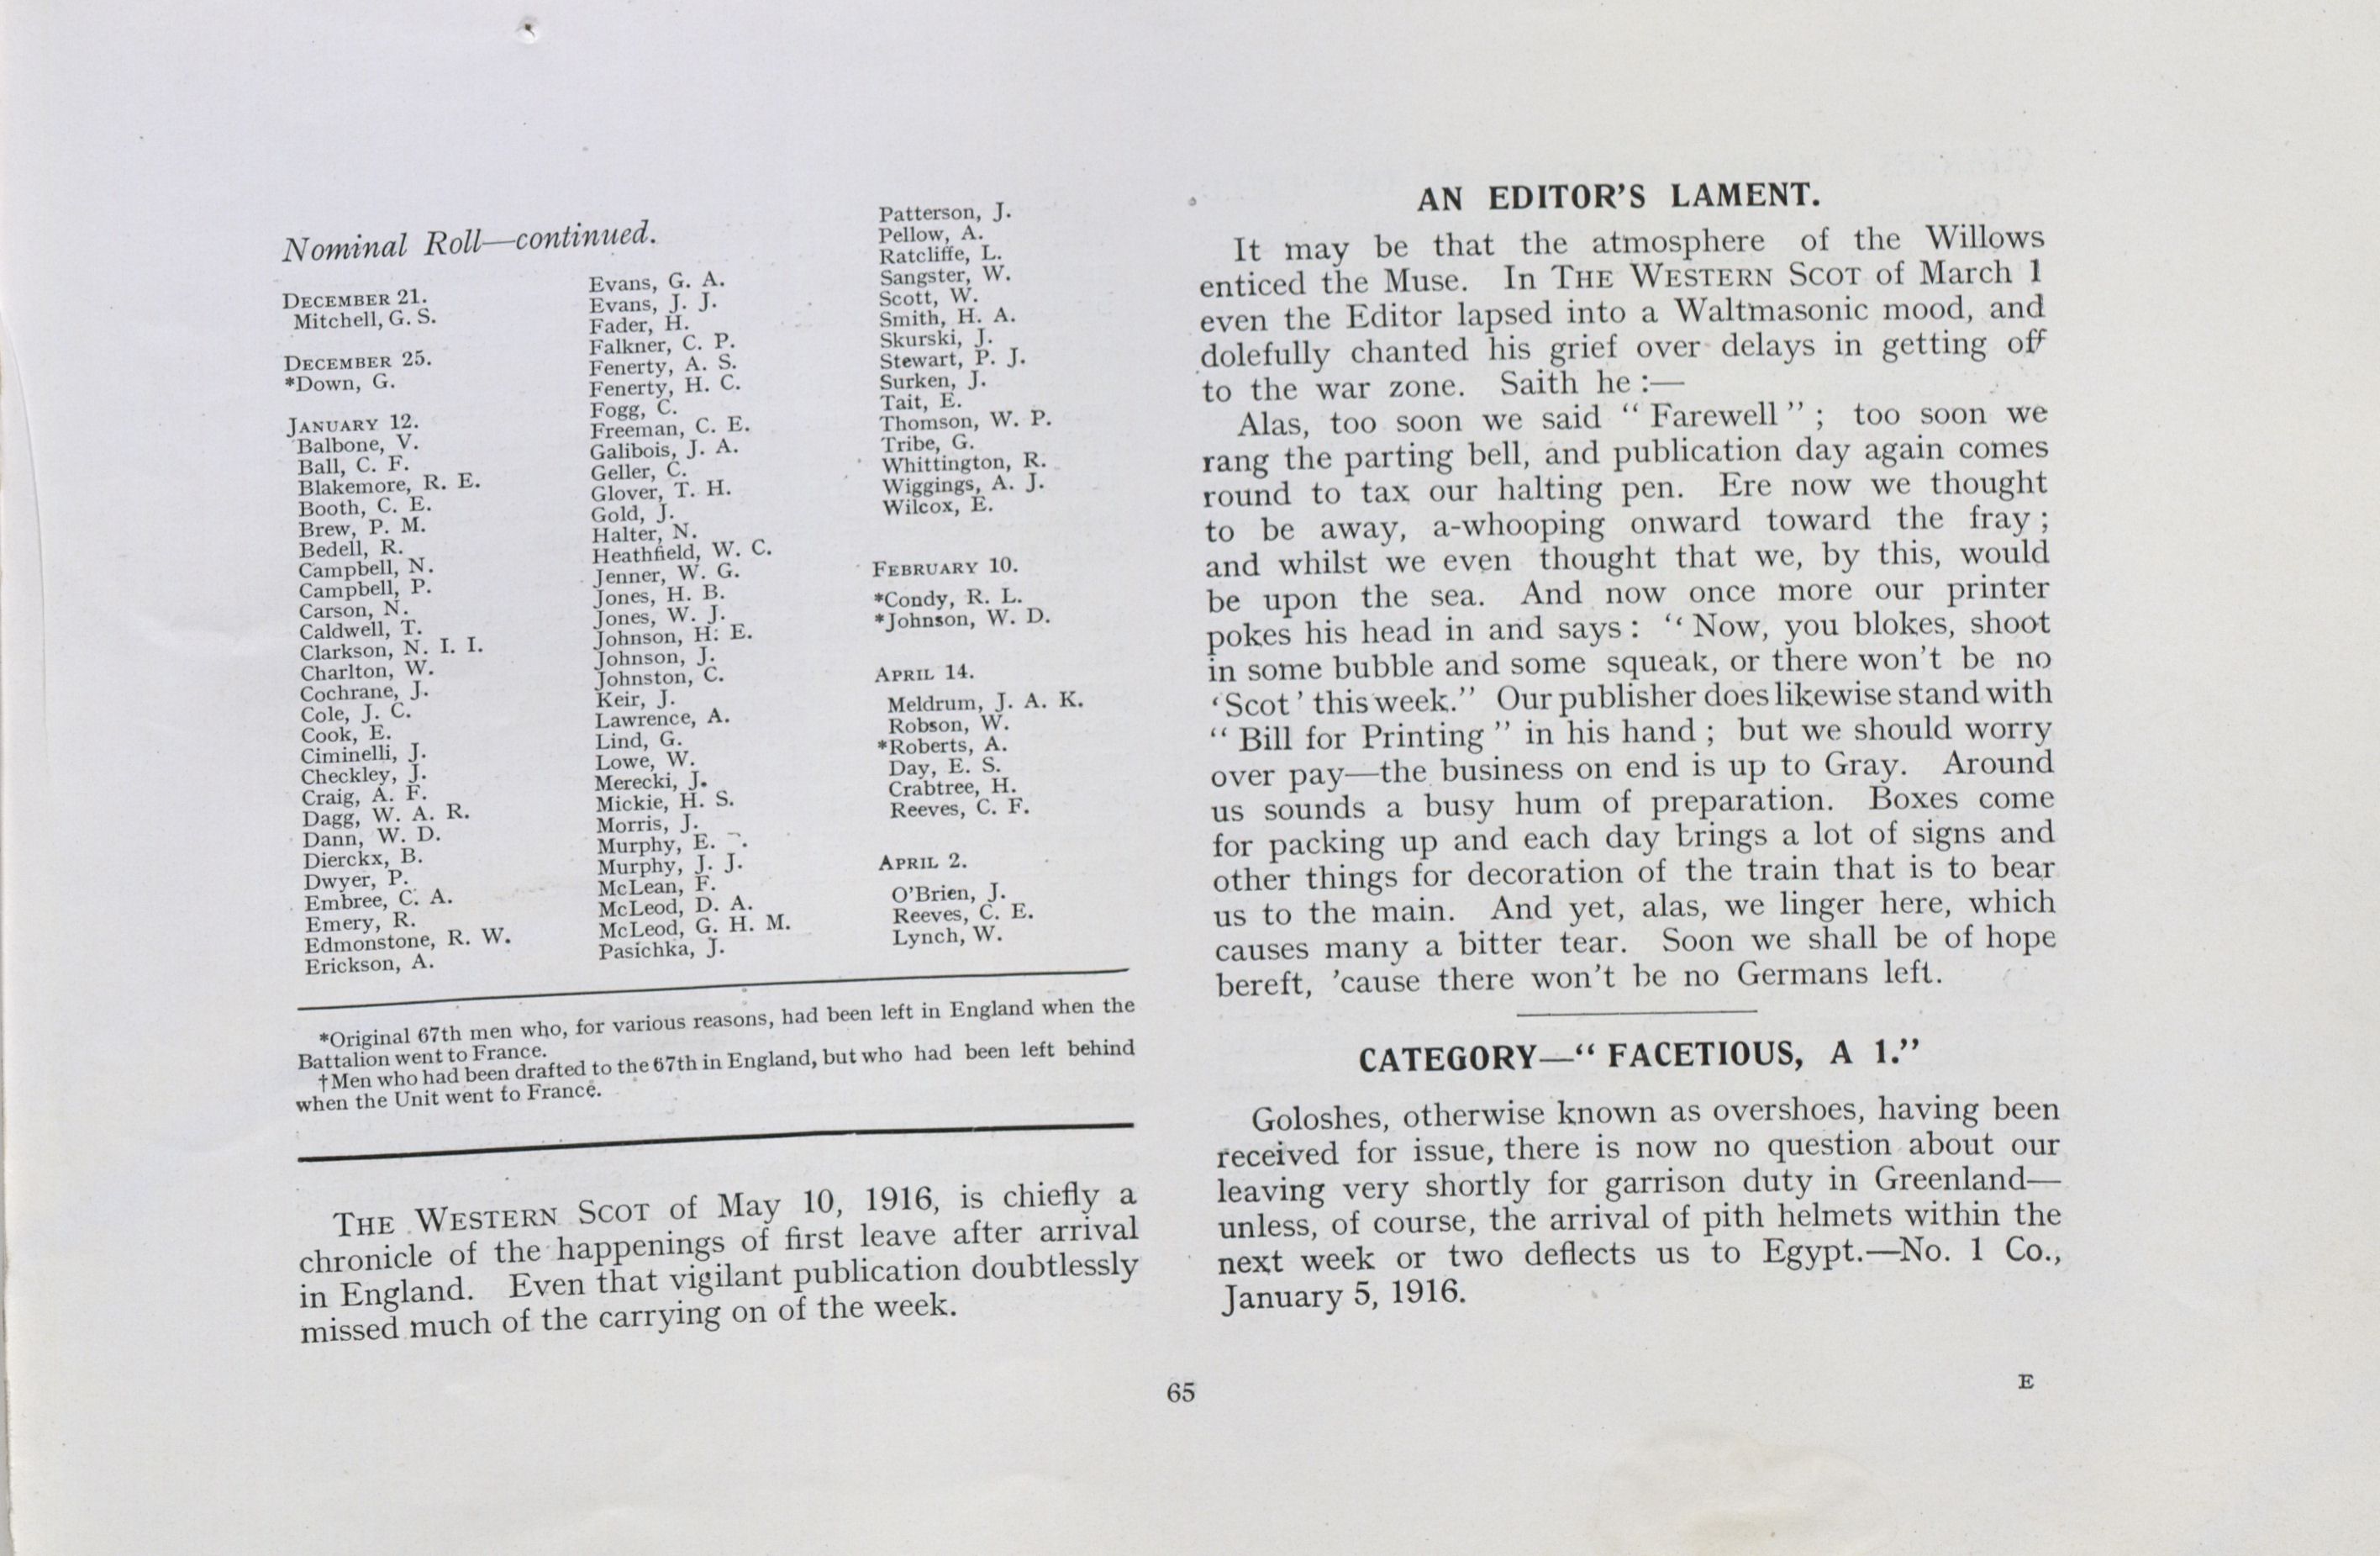 Nominal Roll—continued.
DECEMBER 21.
Mitchell, G. S.
DECEMBER 25.
*Down, G.
JANUARY 12.
Balbone, V.
Ball, C. F.
Blakemore, R. E.
Booth, C. E.
Brew, P. M.
Bedell, R.
Campbell, N.
Campbell, P.
Carson, N.
Caldwell, T.
Clarkson, N. I. I.
Charlton, W.
Cochrane, J.
Cole, J. C.
Cook, E.
Ciminelli, J.
Checkley, J.
Craig, A. F.
Dagg, W. A. R.
Dann, W. D.
Dierckx, B.
Dwyer, P.
Embree, C. A.
Emery, R.
Edmonstone, R. W.
Erickson, A.
Evans, G. A.
Evans, J. J.
Fader, H.
Falkner, C. P.
Fenerty, A. S.
Fenerty, H. C.
Fogg, C.
Freeman, C. E.
Galibois, J. A.
Geller, C.
Glover, T. H.
Gold, J.
Halter, N.
Heathfield, W. C.
Jenner, W. G.
Jones, H. B.
Jones, W. J.
Johnson, H. E.
Johnson, J.
Johnston, C.
Keir, J.
Lawrence, A.
Lind, G.
Lowe, W.
Merecki, J.
Mickie, H. S.
Morris, J.
Murphy, E.
Murphy, J. J.
McLean, F.
McLeod, D. A.
McLeod, G. H. M.
Pasichka, J.
Patterson, J.
Pellow, A.
Ratcliffe, L.
Sangster, W.
Scott, W.
Smith, H. A.
Skurski, J.
Stewart, P. J.
Surken, J.
Tait, E.
Thomson, W. P.
Tribe, G.
Whittington, R.
Wiggings, A. J.
Wilcox, E.
FEBRUARY 10.
*Condy, R. L.
*Johnson, W. D.
APRIL 14.
Meldrum, J. A. K.
Robson, W.
*Roberts, A.
Day, E. S.
Crabtree, H.
Reeves, C. F.
APRIL 2.
O'Brien, J.
Reeves, C. E.
Lynch, W.
*Original 67th men who, for various reasons, had been left in England when the
Battalion went to France.
†Men who had been drafted to the 67th in England, but who had been left behind
when the Unit went to France.
THE WESTERN SCOT of May 10, 1916, is chiefly a
chronicle of the happenings of first leave after arrival
in England. Even that vigilant publication doubtlessly
missed much of the carrying on of the week.
AN EDITOR'S LAMENT.
It may be that the atmosphere of the Willows
enticed the Muse. In THE WESTERN SCOT of March 1
even the Editor lapsed into a Waltmasonic mood, and
dolefully chanted his grief over delays in getting off
to the war zone. Saith he :—
Alas, too soon we said “ Farewell ” ; too soon we
rang the parting bell, and publication day again comes
round to tax our halting pen. Ere now we thought
to be away, a-whooping onward toward the fray ;
and whilst we even thought that we, by this, would
be upon the sea. And now once more our printer
pokes his head in and says : “ Now, you blokes, shoot
in some bubble and some squeak, or there won't be no
‘ Scot ’ this week.” Our publisher does likewise stand with
“ Bill for Printing ” in his hand ; but we should worry
over pay—the business on end is up to Gray. Around
us sounds a busy hum of preparation. Boxes come
for packing up and each day brings a lot of signs and
other things for decoration of the train that is to bear
us to the main. And yet, alas, we linger here, which
causes many a bitter tear. Soon we shall be of hope
bereft, 'cause there won't be no Germans left.
CATEGORY—“ FACETIOUS, A 1.”
Goloshes, otherwise known as overshoes, having been
received for issue, there is now no question about our
leaving very shortly for garrison duty in Greenland—
unless, of course, the arrival of pith helmets within the
next week or two deflects us to Egypt.—No. 1 Co.,
January 5, 1916.
65
E